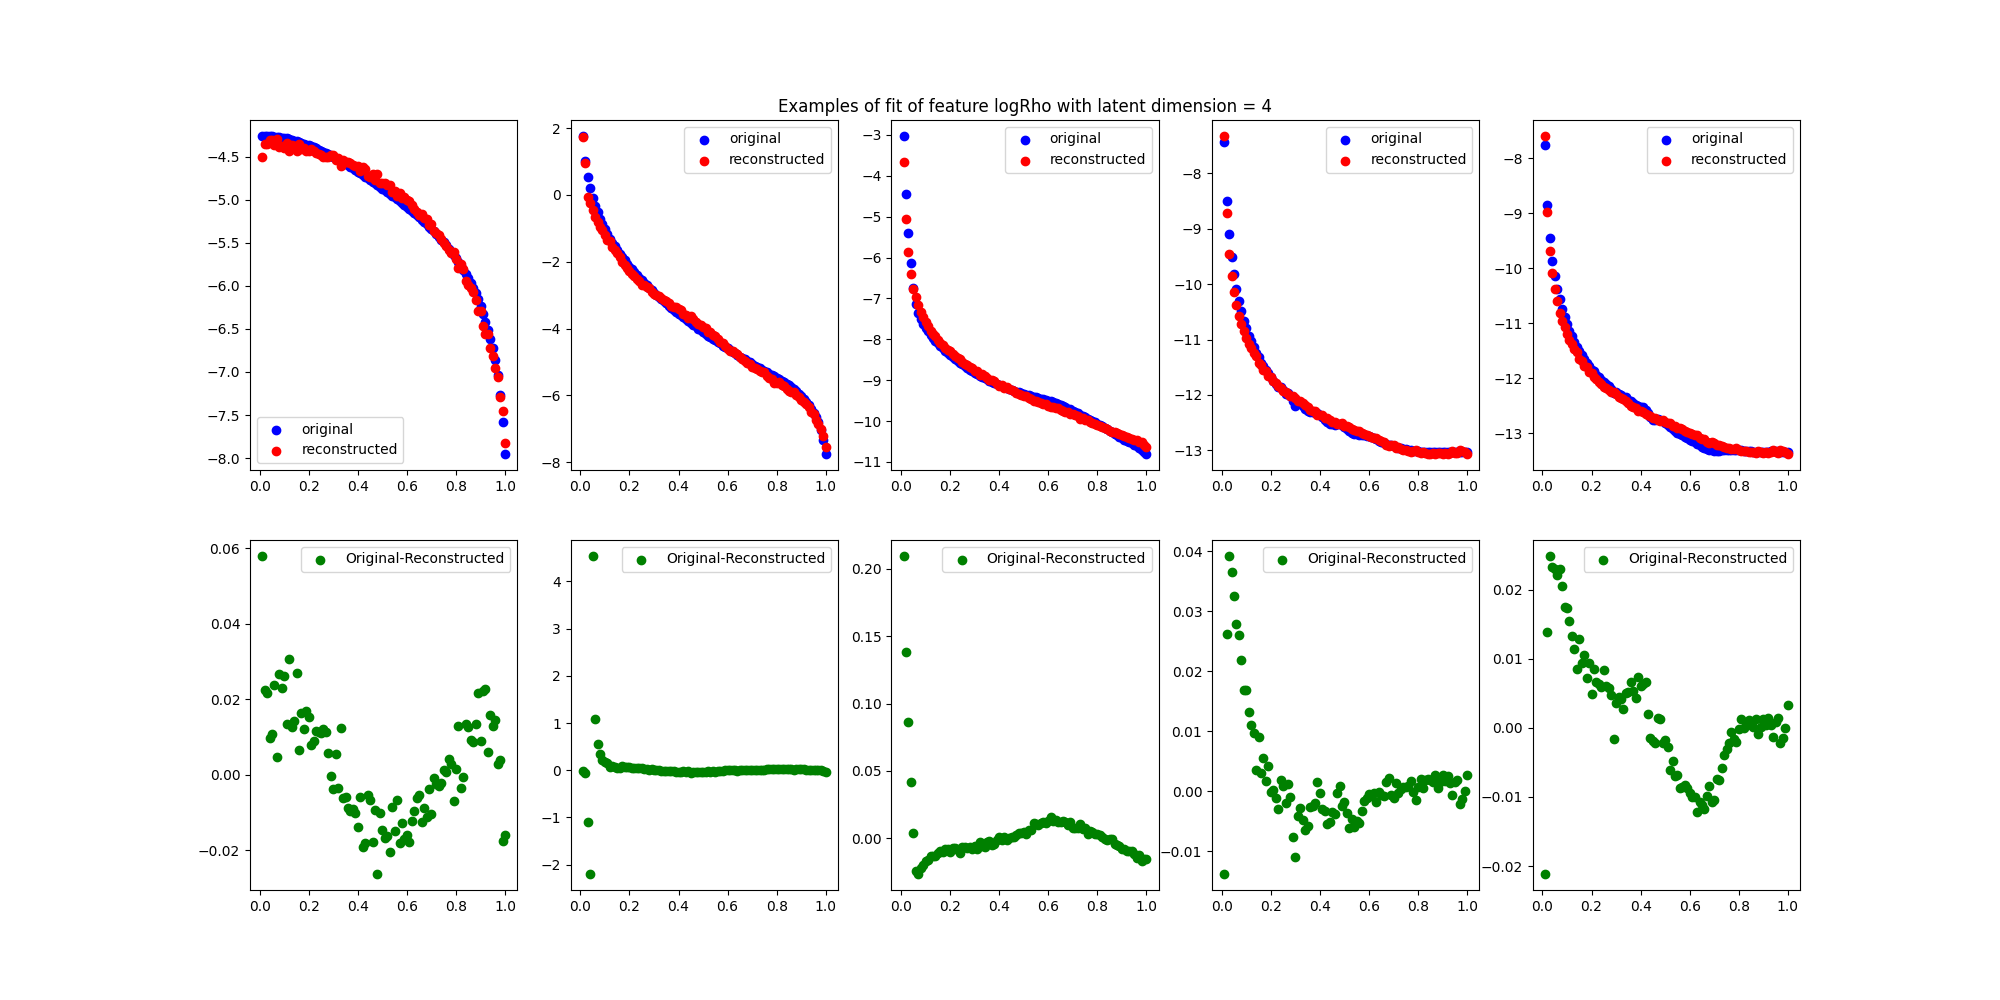 Examples of fit of feature logRho with latent dimension = 4
−4.5
−5.0
−5.5
−6.0
−6.5
−7.0
−7.5
−8.0
original
reconstructed
0.0 0.2 0.4 0.6 0.8 1.0
2
0
−2
−4
−6
−8
original
reconstructed
0.0 0.2 0.4 0.6 0.8 1.0
−3
−4
−5
−6
−7
−8
−9
−10
−11
original
reconstructed
0.0 0.2 0.4 0.6 0.8 1.0
−8
−9
−10
−11
−12
−13
original
reconstructed
0.0 0.2 0.4 0.6 0.8 1.0
−8
−9
−10
−11
−12
−13
original
reconstructed
0.0 0.2 0.4 0.6 0.8 1.0
0.06
0.04
0.02
0.00
−0.02
Original-Reconstructed
0.0 0.2 0.4 0.6 0.8 1.0
4
3
2
1
0
−1
−2
Original-Reconstructed
0.0 0.2 0.4 0.6 0.8 1.0
0.20
0.15
0.10
0.05
0.00
Original-Reconstructed
0.0 0.2 0.4 0.6 0.8 1.0
0.04
0.03
0.02
0.01
0.00
−0.01
Original-Reconstructed
0.0 0.2 0.4 0.6 0.8 1.0
0.02
0.01
0.00
−0.01
−0.02
Original-Reconstructed
0.0 0.2 0.4 0.6 0.8 1.0